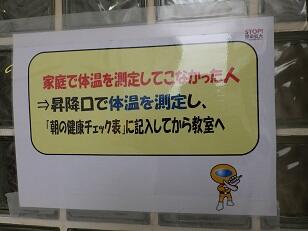 STOP!
家庭で体温を測定してこなかった人
⇒昇降口で体温を測定し、
「朝の健康チェック表」に記入してから教室へ